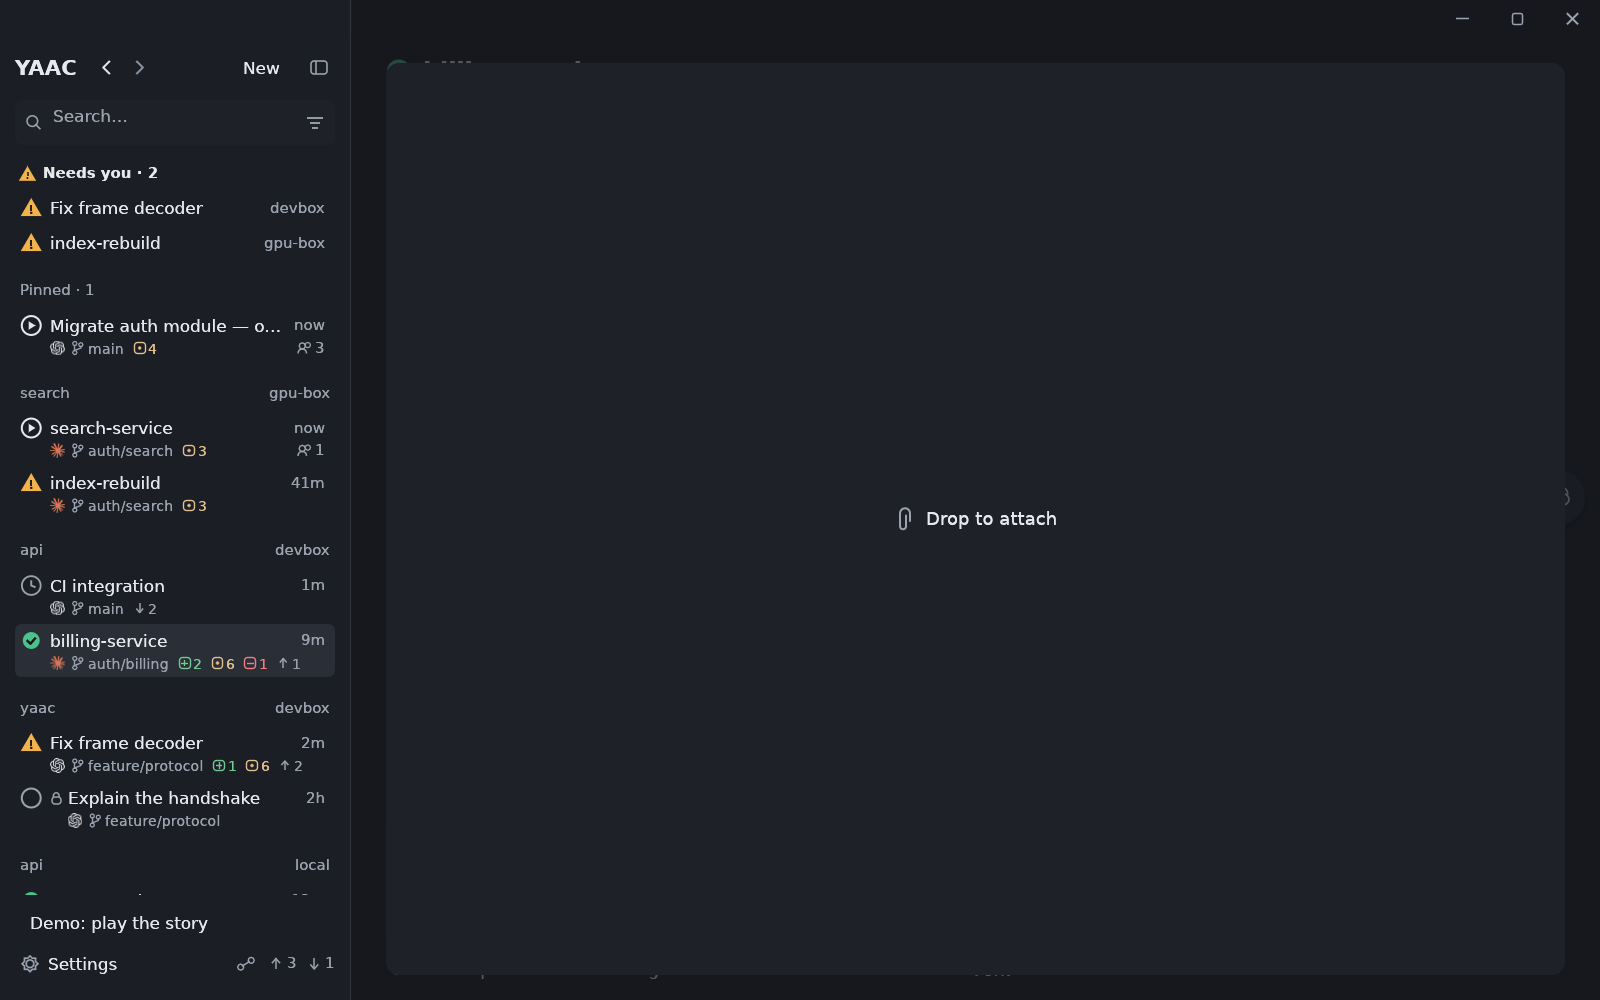 YAAC
New
Search...
Needs you · 2
Fix frame decoder devbox
index-rebuild gpu-box
Pinned · 1
Migrate auth module — o... now
main 4 3
search gpu-box
search-service now
auth/search 3 1
index-rebuild 41m
auth/search 3
api devbox
CI integration 1m
main ↓2
billing-service 9m
auth/billing 2 6 1 ↑1
yaac devbox
Fix frame decoder 2m
feature/protocol 1 6 ↑2
Explain the handshake 2h
feature/protocol
api local
Demo: play the story
Settings ↑3 ↓1
Drop to attach